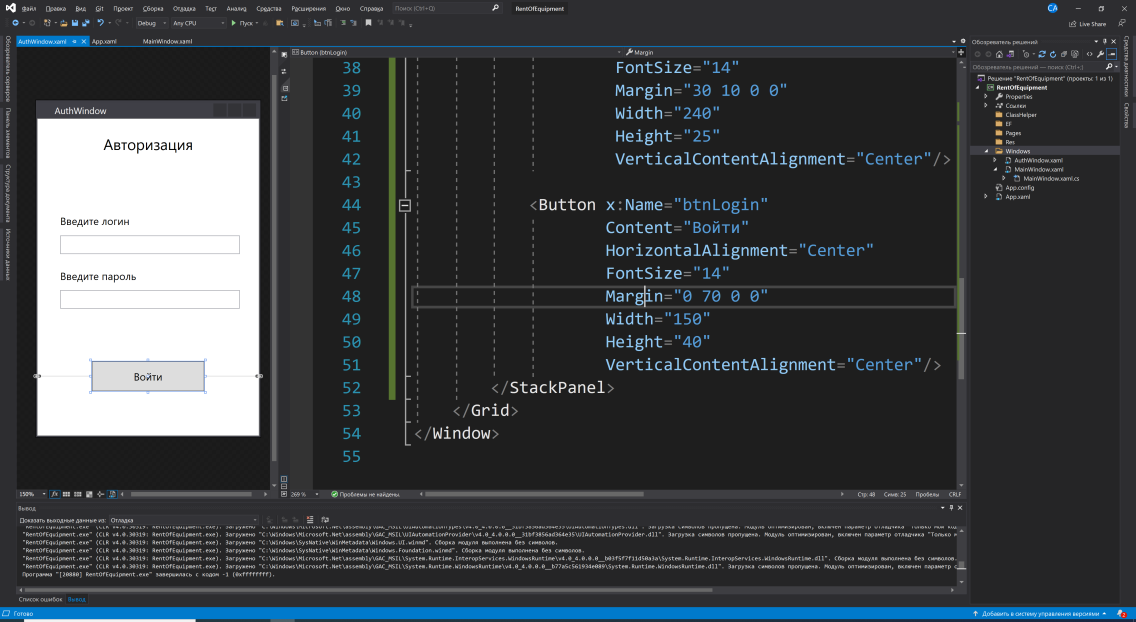 Файл Правка Вид Git Проект Сборка Отладка Тест Анализ Средства Расширения Окно Справка Поиск (Ctrl+Q) RentOfEquipment CA
Debug Any CPU Пуск Live Share
AuthWindow.xaml App.xaml MainWindow.xaml
Обозреватель серверов
Панель элементов
Структура документа
Источники данных
AuthWindow
Авторизация
Введите логин
Введите пароль
Войти
150%
Button (btnLogin) Margin
38 FontSize="14"
39 Margin="30 10 0 0"
40 Width="240"
41 Height="25"
42 VerticalContentAlignment="Center"/>
43
44 <Button x:Name="btnLogin"
45 Content="Войти"
46 HorizontalAlignment="Center"
47 FontSize="14"
48 Margin="0 70 0 0"
49 Width="150"
50 Height="40"
51 VerticalContentAlignment="Center"/>
52 </StackPanel>
53 </Grid>
54 </Window>
55
269 % Проблемы не найдены. Стр: 48 Симв: 25 Пробелы CRLF
Обозреватель решений
Обозреватель решений — поиск (Ctrl+;)
Решение "RentOfEquipment" (проекты: 1 из 1)
RentOfEquipment
Properties
Ссылки
ClassHelper
EF
Pages
Res
Windows
AuthWindow.xaml
MainWindow.xaml
MainWindow.xaml.cs
App.config
App.xaml
Средства диагностики
Свойства
Вывод
Показать выходные данные из: Отладка
"RentOfEquipment.exe" (CLR v4.0.30319: RentOfEquipment.exe). Загружено "C:\Windows\Microsoft.Net\assembly\GAC_MSIL\UIAutomationProvider\v4.0_4.0.0.0__31bf3856ad364e35\UIAutomationProvider.dll". Загрузка символов пропущена. Модуль оптимизирован, включен параметр отладчика "Только м
"RentOfEquipment.exe" (CLR v4.0.30319: RentOfEquipment.exe). Загружено "C:\Windows\SysNative\WinMetadata\Windows.UI.winmd". Сборка модуля выполнена без символов.
"RentOfEquipment.exe" (CLR v4.0.30319: RentOfEquipment.exe). Загружено "C:\Windows\SysNative\WinMetadata\Windows.Foundation.winmd". Сборка модуля выполнена без символов.
"RentOfEquipment.exe" (CLR v4.0.30319: RentOfEquipment.exe). Загружено "C:\Windows\Microsoft.Net\assembly\GAC_MSIL\System.Runtime.InteropServices.WindowsRuntime\v4.0_4.0.0.0__b03f5f7f11d50a3a\System.Runtime.InteropServices.WindowsRuntime.dll". Сборка модуля выполнена без символов.
"RentOfEquipment.exe" (CLR v4.0.30319: RentOfEquipment.exe). Загружено "C:\Windows\Microsoft.Net\assembly\GAC_MSIL\System.Runtime.WindowsRuntime\v4.0_4.0.0.0__b77a5c561934e089\System.Runtime.WindowsRuntime.dll". Загрузка символов пропущена. Модуль оптимизирован, включен параметр
Программа "[20880] RentOfEquipment.exe" завершилась с кодом -1 (0xffffffff).
Список ошибок Вывод
Готово Добавить в систему управления версиями 2